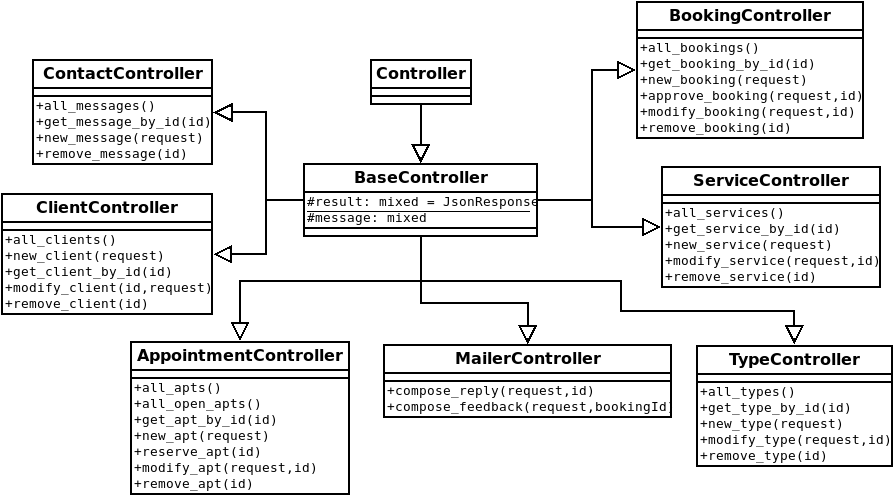 BookingController
+all_bookings()
+get_booking_by_id(id)
+new_booking(request)
+approve_booking(request,id)
+modify_booking(request,id)
+remove_booking(id)
ContactController
+all_messages()
+get_message_by_id(id)
+new_message(request)
+remove_message(id)
Controller
BaseController
#result: mixed = JsonResponse
#message: mixed
ServiceController
+all_services()
+get_service_by_id(id)
+new_service(request)
+modify_service(request,id)
+remove_service(id)
ClientController
+all_clients()
+new_client(request)
+get_client_by_id(id)
+modify_client(id,request)
+remove_client(id)
AppointmentController
+all_apts()
+all_open_apts()
+get_apt_by_id(id)
+new_apt(request)
+reserve_apt(id)
+modify_apt(request,id)
+remove_apt(id)
MailerController
+compose_reply(request,id)
+compose_feedback(request,bookingId)
TypeController
+all_types()
+get_type_by_id(id)
+new_type(request)
+modify_type(request,id)
+remove_type(id)